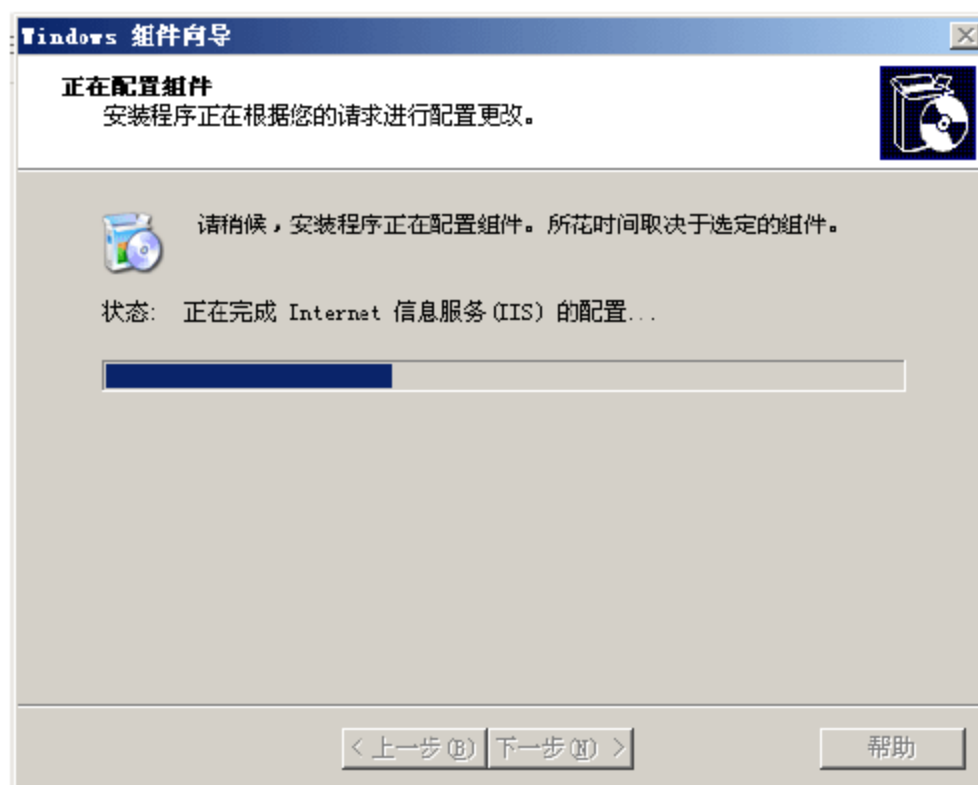 Windows 组件向导
正在配置组件
安装程序正在根据您的请求进行配置更改。
请稍候，安装程序正在配置组件。所花时间取决于选定的组件。
状态: 正在完成 Internet 信息服务(IIS) 的配置...
< 上一步(B) 下一步(N) > 帮助